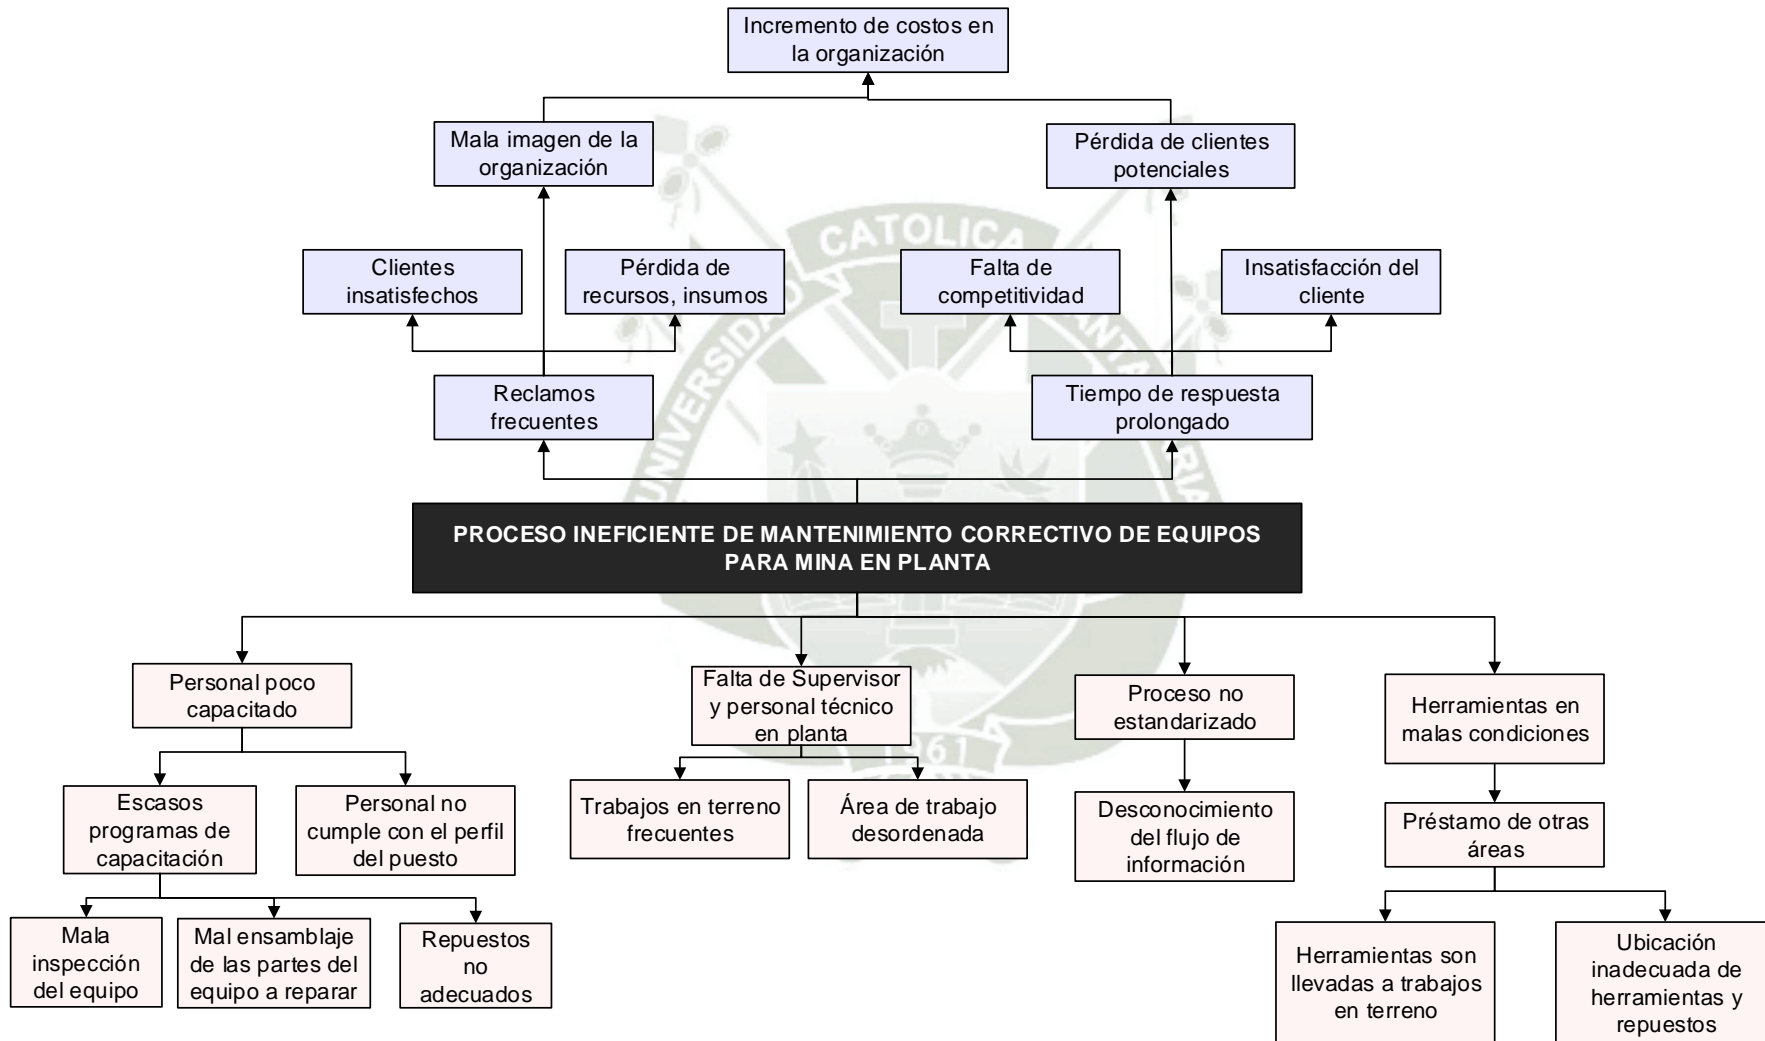 Incremento de costos en
la organización
Mala imagen de la
organización
Pérdida de clientes
potenciales
Clientes
insatisfechos
Pérdida de
recursos, insumos
Falta de
competitividad
Insatisfacción del
cliente
Reclamos
frecuentes
Tiempo de respuesta
prolongado
PROCESO INEFICIENTE DE MANTENIMIENTO CORRECTIVO DE EQUIPOS
PARA MINA EN PLANTA
Personal poco
capacitado
Falta de Supervisor
y personal técnico
en planta
Proceso no
estandarizado
Herramientas en
malas condiciones
Escasos
programas de
capacitación
Personal no
cumple con el perfil
del puesto
Trabajos en terreno
frecuentes
Área de trabajo
desordenada
Desconocimiento
del flujo de
información
Préstamo de otras
áreas
Mala
inspección
del equipo
Mal ensamblaje
de las partes del
equipo a reparar
Repuestos
no
adecuados
Herramientas son
llevadas a trabajos
en terreno
Ubicación
inadecuada de
herramientas y
repuestos
CATOLICA
1961